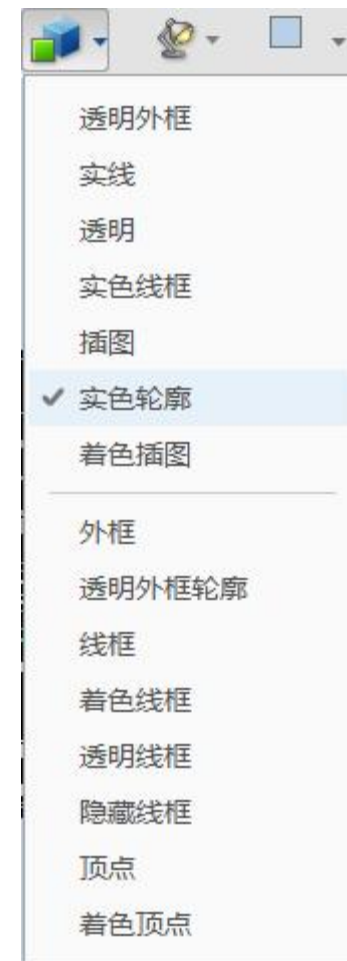 透明外框
实线
透明
实色线框
插图
实色轮廓
着色插图
外框
透明外框轮廓
线框
着色线框
透明线框
隐藏线框
顶点
着色顶点